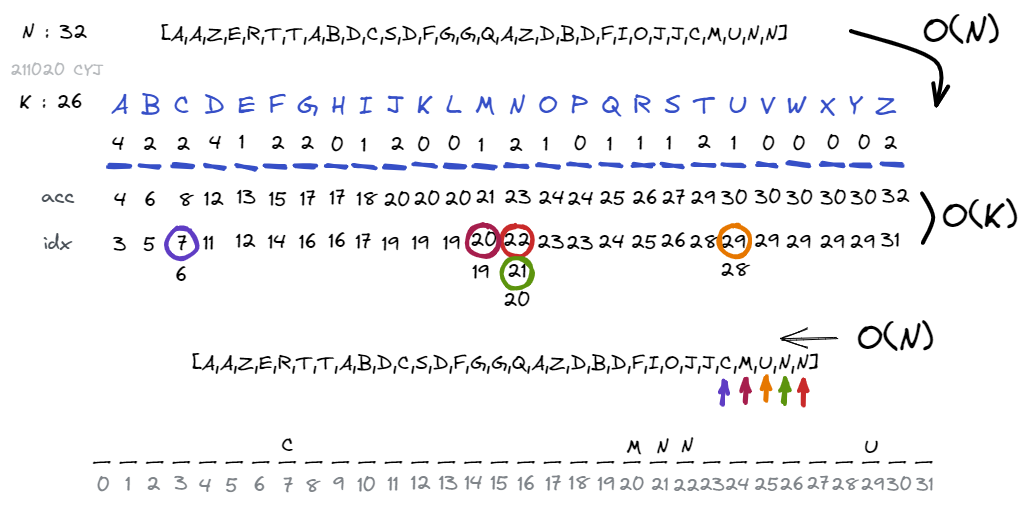 N : 32 [A,A,Z,E,R,T,T,A,B,D,C,S,D,F,G,G,Q,A,Z,D,B,D,F,I,O,J,J,C,M,U,N,N] O(N)
211020 CYJ
K : 26 A B C D E F G H I J K L M N O P Q R S T U V W X Y Z
4 2 2 4 1 2 2 0 1 2 0 0 1 2 1 0 1 1 1 2 1 0 0 0 0 2
acc 4 6 8 12 13 15 17 17 18 20 20 20 21 23 24 24 25 26 27 29 30 30 30 30 30 32
O(K)
idx 3 5 7 11 12 14 16 16 17 19 19 19 20 22 23 23 24 25 26 28 29 29 29 29 29 31
6 19 21 28
20
O(N)
[A,A,Z,E,R,T,T,A,B,D,C,S,D,F,G,G,Q,A,Z,D,B,D,F,I,O,J,J,C,M,U,N,N]
C M N N U
0 1 2 3 4 5 6 7 8 9 10 11 12 13 14 15 16 17 18 19 20 21 22 23 24 25 26 27 28 29 30 31